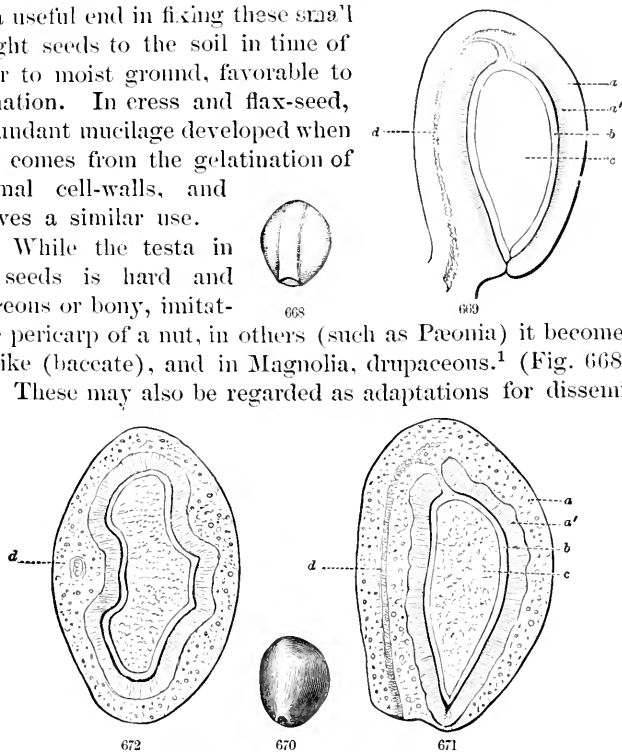 a useful end in fixing these small
ght seeds to the soil in time of
er to moist ground, favorable to
nation. In cress and flax-seed,
undant mucilage developed when
comes from the gelatination of
nal cell-walls, and
ves a similar use.
While the testa in
seeds is hard and
eous or bony, imitat-
pericarp of a nut, in others (such as Pæonia) it become
ike (baccate), and in Magnolia, drupaceous.¹ (Fig. 668
These may also be regarded as adaptations for dissemi
a
a'
b
c
d
668
669
d
a
a'
b
c
d
672
670
671